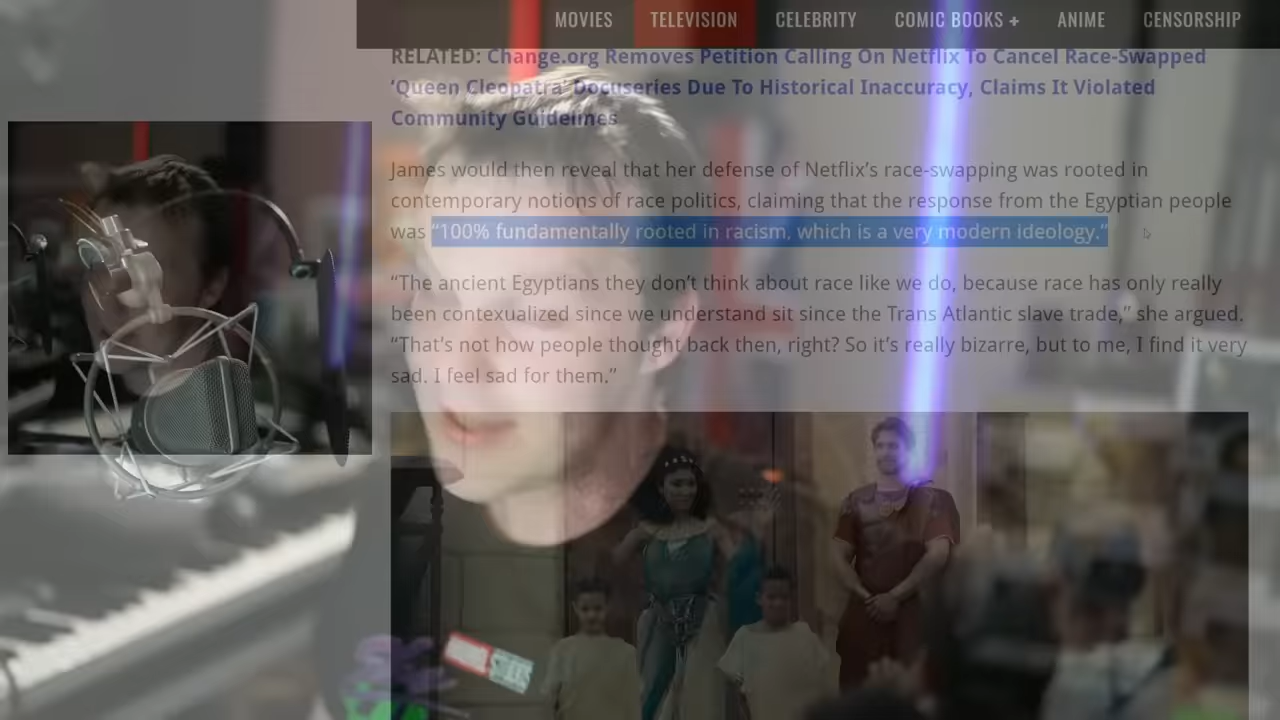 MOVIES TELEVISION CELEBRITY COMIC BOOKS + ANIME CENSORSHIP
RELATED: Change.org Removes Petition Calling On Netflix To Cancel Race-Swapped
‘Queen Cleopatra’ Docuseries Due To Historical Inaccuracy, Claims It Violated
Community Guidelines
James would then reveal that her defense of Netflix’s race-swapping was rooted in
contemporary notions of race politics, claiming that the response from the Egyptian people
was “100% fundamentally rooted in racism, which is a very modern ideology.”
“The ancient Egyptians they don’t think about race like we do, because race has only really
been contexualized since we understand sit since the Trans Atlantic slave trade,” she argued.
“That’s not how people thought back then, right? So it’s really bizarre, but to me, I find it very
sad. I feel sad for them.”